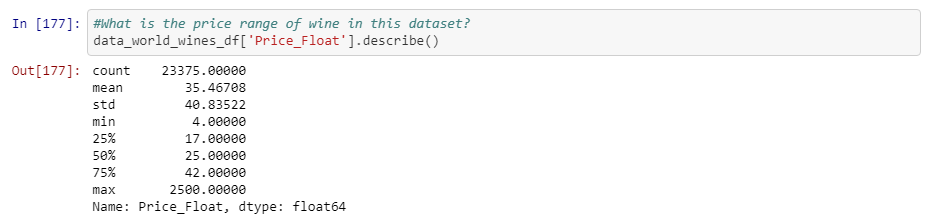 In [177]: #What is the price range of wine in this dataset?
data_world_wines_df['Price_Float'].describe()
Out[177]: count    23375.00000
mean        35.46708
std         40.83522
min          4.00000
25%         17.00000
50%         25.00000
75%         42.00000
max       2500.00000
Name: Price_Float, dtype: float64